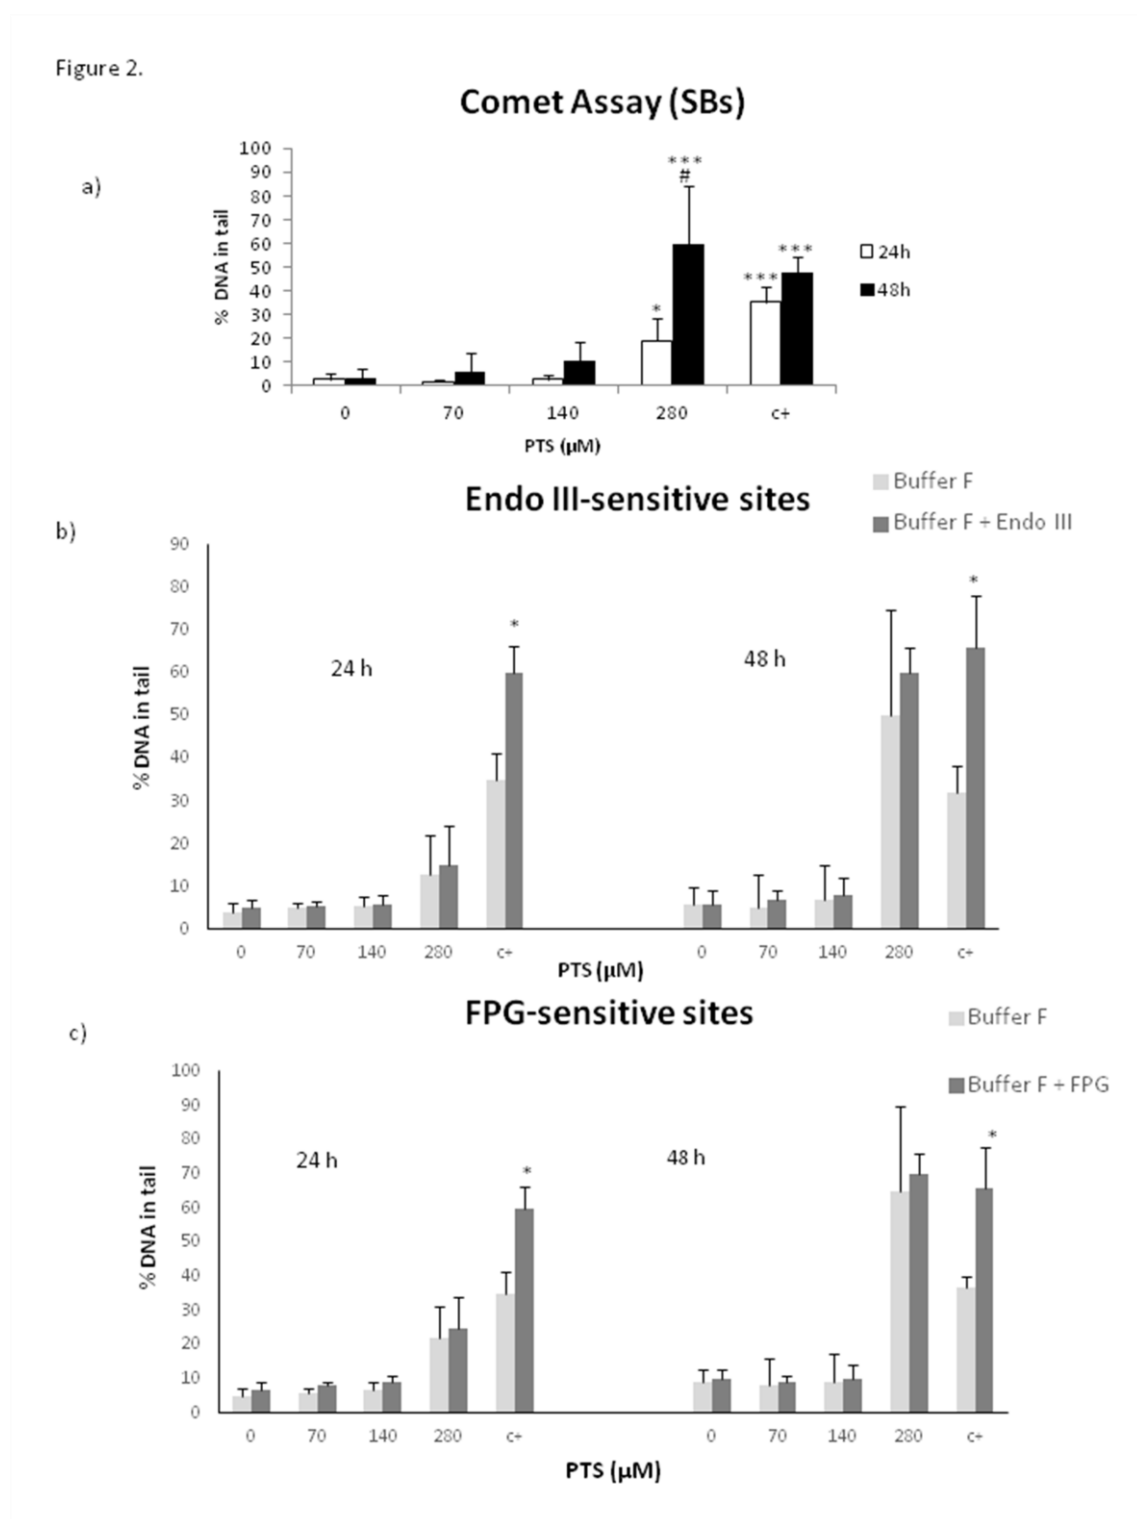 Figure 2.
Comet Assay (SBs)
a)
% DNA in tail
100
90
80
70
60
50
40
30
20
10
0
***
#
*
***
***
24h
48h
0 70 140 280 c+
PTS (µM)
Endo III-sensitive sites
Buffer F
Buffer F + Endo III
b)
% DNA in tail
90
80
70
60
50
40
30
20
10
0
24 h
*
48 h
*
0 70 140 280 c+ 0 70 140 280 c+
PTS (µM)
FPG-sensitive sites
Buffer F
Buffer F + FPG
c)
% DNA in tail
100
90
80
70
60
50
40
30
20
10
0
24 h
*
48 h
*
0 70 140 280 c+ 0 70 140 280 c+
PTS (µM)